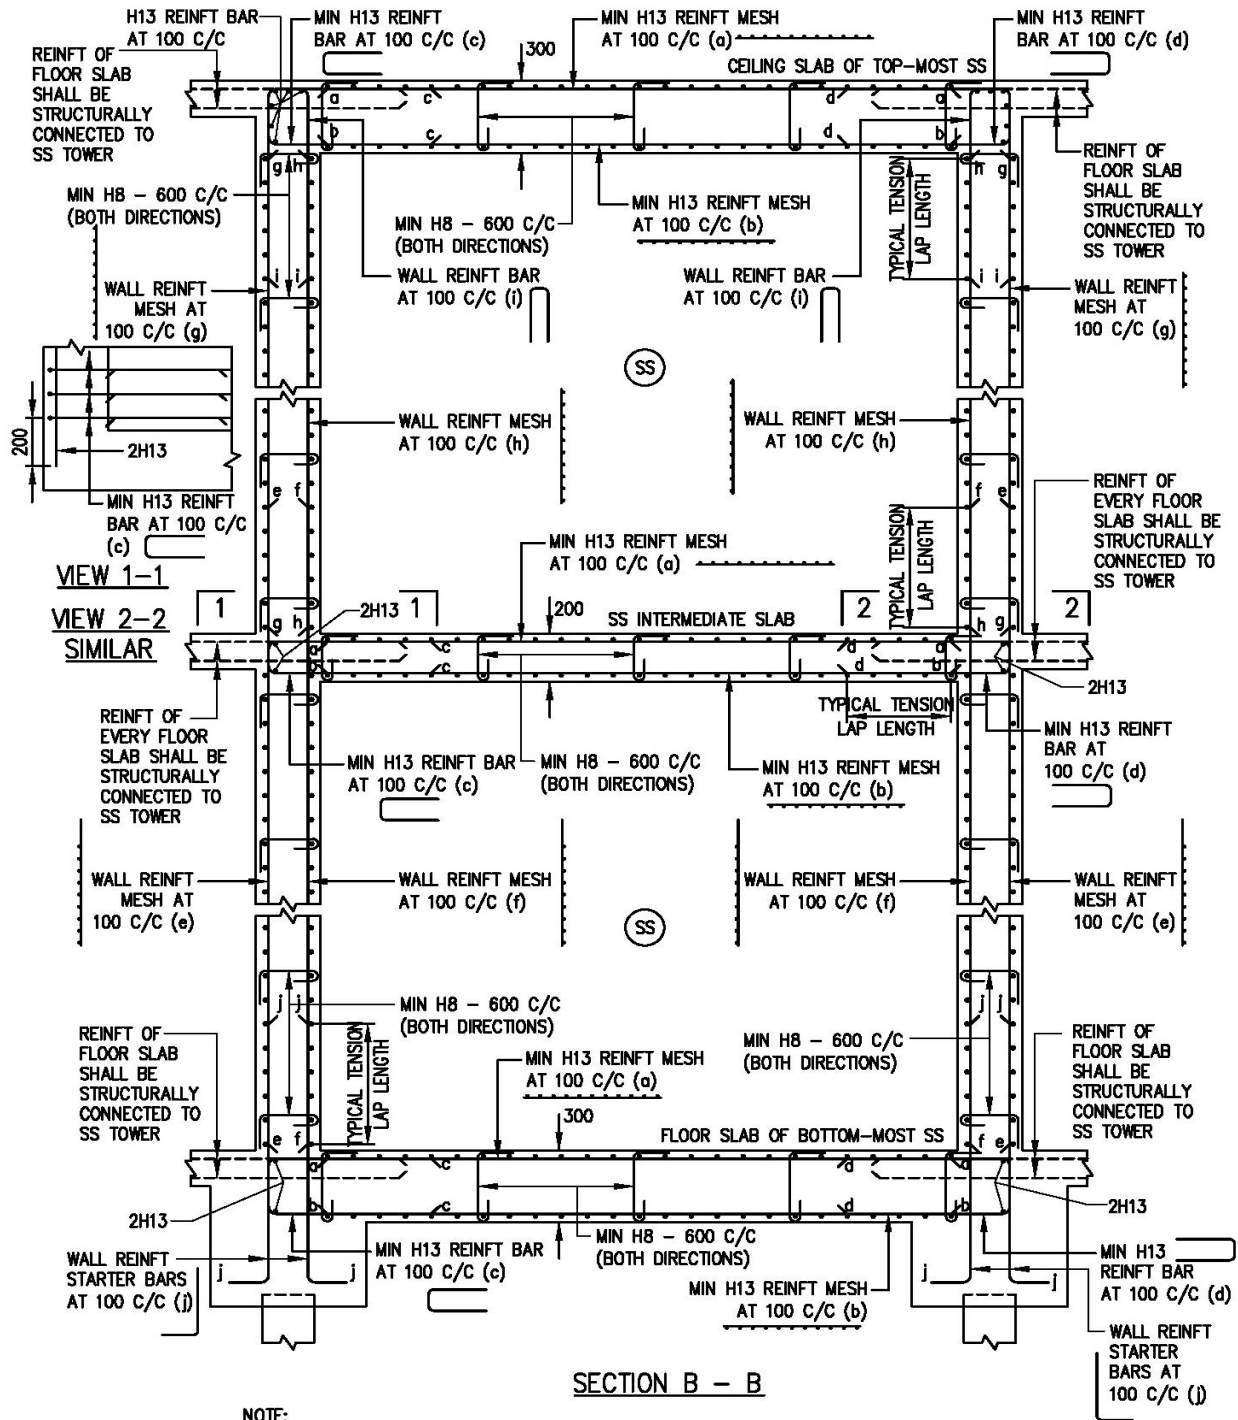 H13 REINFT BAR
AT 100 C/C
MIN H13 REINFT
BAR AT 100 C/C (c)
MIN H13 REINFT MESH
AT 100 C/C (a)
MIN H13 REINFT
BAR AT 100 C/C (d)
REINFT OF
FLOOR SLAB
SHALL BE
STRUCTURALLY
CONNECTED TO
SS TOWER
300
CEILING SLAB OF TOP-MOST SS
a
c
d
a
b
c
d
b
g h
h g
REINFT OF
FLOOR SLAB
SHALL BE
STRUCTURALLY
CONNECTED TO
SS TOWER
MIN H8 - 600 C/C
(BOTH DIRECTIONS)
MIN H8 - 600 C/C
(BOTH DIRECTIONS)
MIN H13 REINFT MESH
AT 100 C/C (b)
TYPICAL TENSION
LAP LENGTH
i i
i i
WALL REINFT
MESH AT
100 C/C (g)
WALL REINFT BAR
AT 100 C/C (i)
WALL REINFT BAR
AT 100 C/C (i)
WALL REINFT
MESH AT
100 C/C (g)
SS
200
2H13
MIN H13 REINFT
BAR AT 100 C/C
(c)
VIEW 1-1
VIEW 2-2
SIMILAR
WALL REINFT MESH
AT 100 C/C (h)
WALL REINFT MESH
AT 100 C/C (h)
e f
f e
REINFT OF
EVERY FLOOR
SLAB SHALL BE
STRUCTURALLY
CONNECTED TO
SS TOWER
MIN H13 REINFT MESH
AT 100 C/C (a)
TYPICAL TENSION
LAP LENGTH
1
2H13
1
200
SS INTERMEDIATE SLAB
2
2
g h
h g
a
c
d
a
b
c
d
b
2H13
TYPICAL TENSION
LAP LENGTH
REINFT OF
EVERY FLOOR
SLAB SHALL BE
STRUCTURALLY
CONNECTED TO
SS TOWER
MIN H13 REINFT BAR
AT 100 C/C (c)
MIN H8 - 600 C/C
(BOTH DIRECTIONS)
MIN H13 REINFT MESH
AT 100 C/C (b)
MIN H13 REINFT
BAR AT
100 C/C (d)
WALL REINFT
MESH AT
100 C/C (e)
WALL REINFT MESH
AT 100 C/C (f)
WALL REINFT MESH
AT 100 C/C (f)
WALL REINFT
MESH AT
100 C/C (e)
SS
j j
j j
MIN H8 - 600 C/C
(BOTH DIRECTIONS)
MIN H8 - 600 C/C
(BOTH DIRECTIONS)
REINFT OF
FLOOR SLAB
SHALL BE
STRUCTURALLY
CONNECTED TO
SS TOWER
TYPICAL TENSION
LAP LENGTH
MIN H13 REINFT MESH
AT 100 C/C (a)
300
FLOOR SLAB OF BOTTOM-MOST SS
REINFT OF
FLOOR SLAB
SHALL BE
STRUCTURALLY
CONNECTED TO
SS TOWER
e f
f e
a
c
d
a
b
c
d
b
2H13
2H13
WALL REINFT
STARTER BARS
AT 100 C/C (j)
j
j
MIN H13 REINFT BAR
AT 100 C/C (c)
MIN H8 - 600 C/C
(BOTH DIRECTIONS)
MIN H13 REINFT MESH
AT 100 C/C (b)
j
j
MIN H13
REINFT BAR
AT 100 C/C (d)
WALL REINFT
STARTER
BARS AT
100 C/C (j)
SECTION B - B
NOTE: